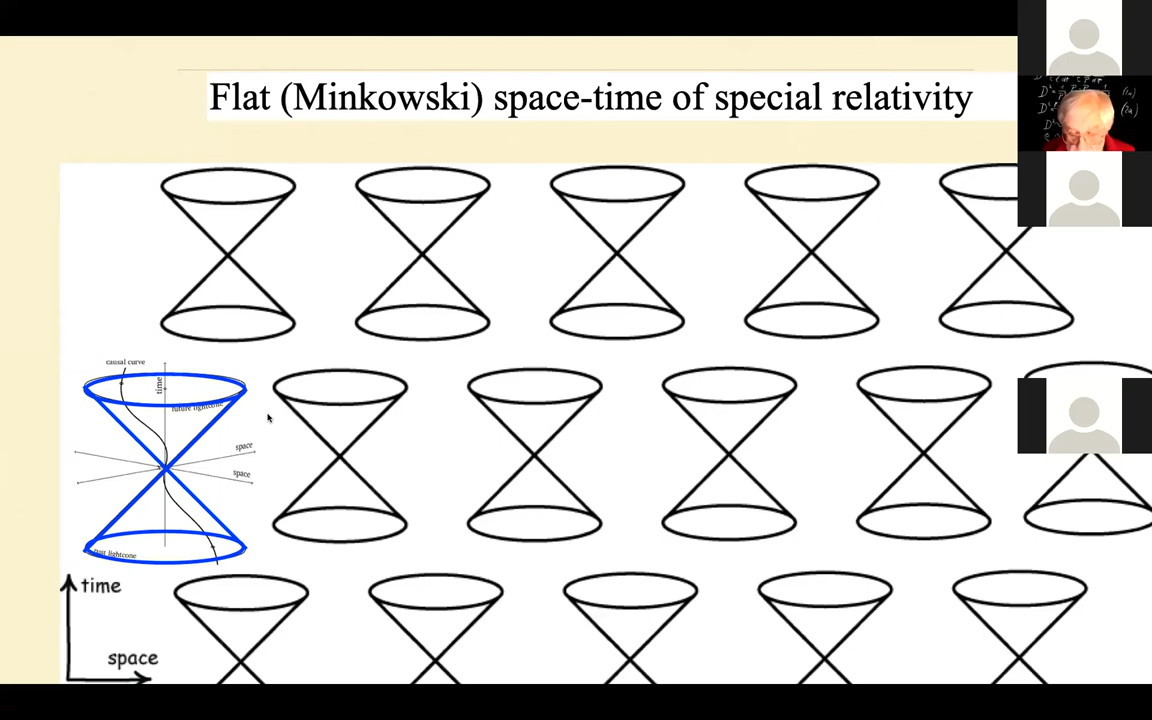 Flat (Minkowski) space-time of special relativity
causal curve
time
future lightcone
space
space
past lightcone
time
space